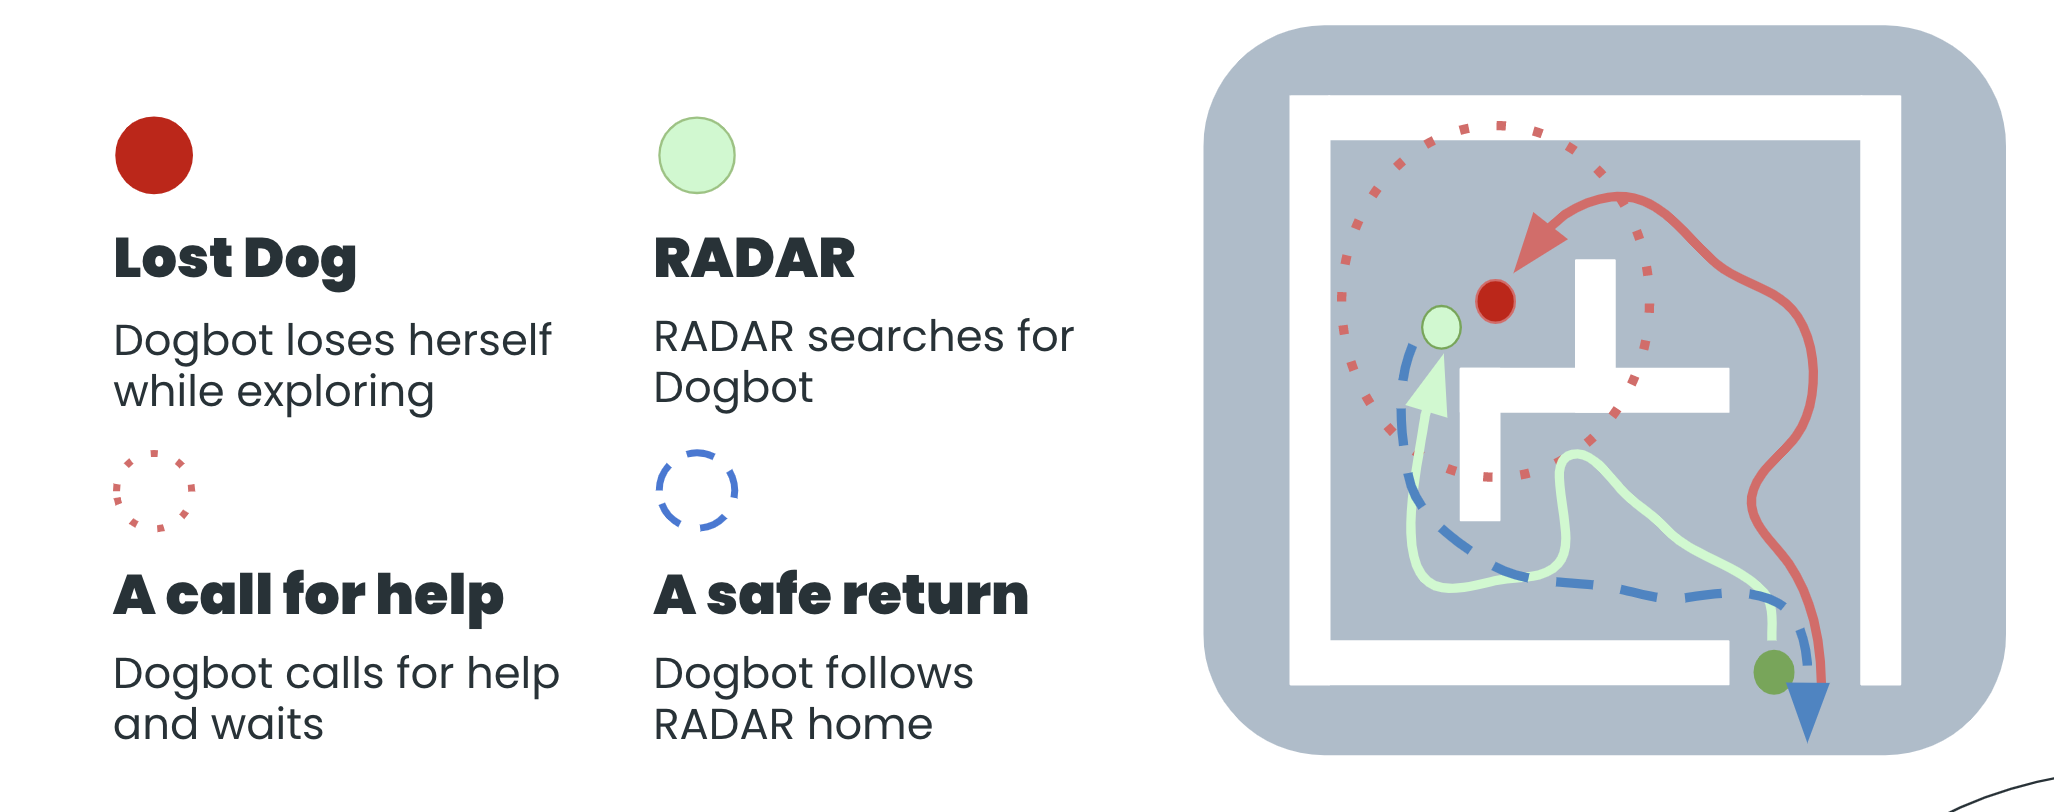 Lost Dog
Dogbot loses herself
while exploring
RADAR
RADAR searches for
Dogbot
A call for help
Dogbot calls for help
and waits
A safe return
Dogbot follows
RADAR home